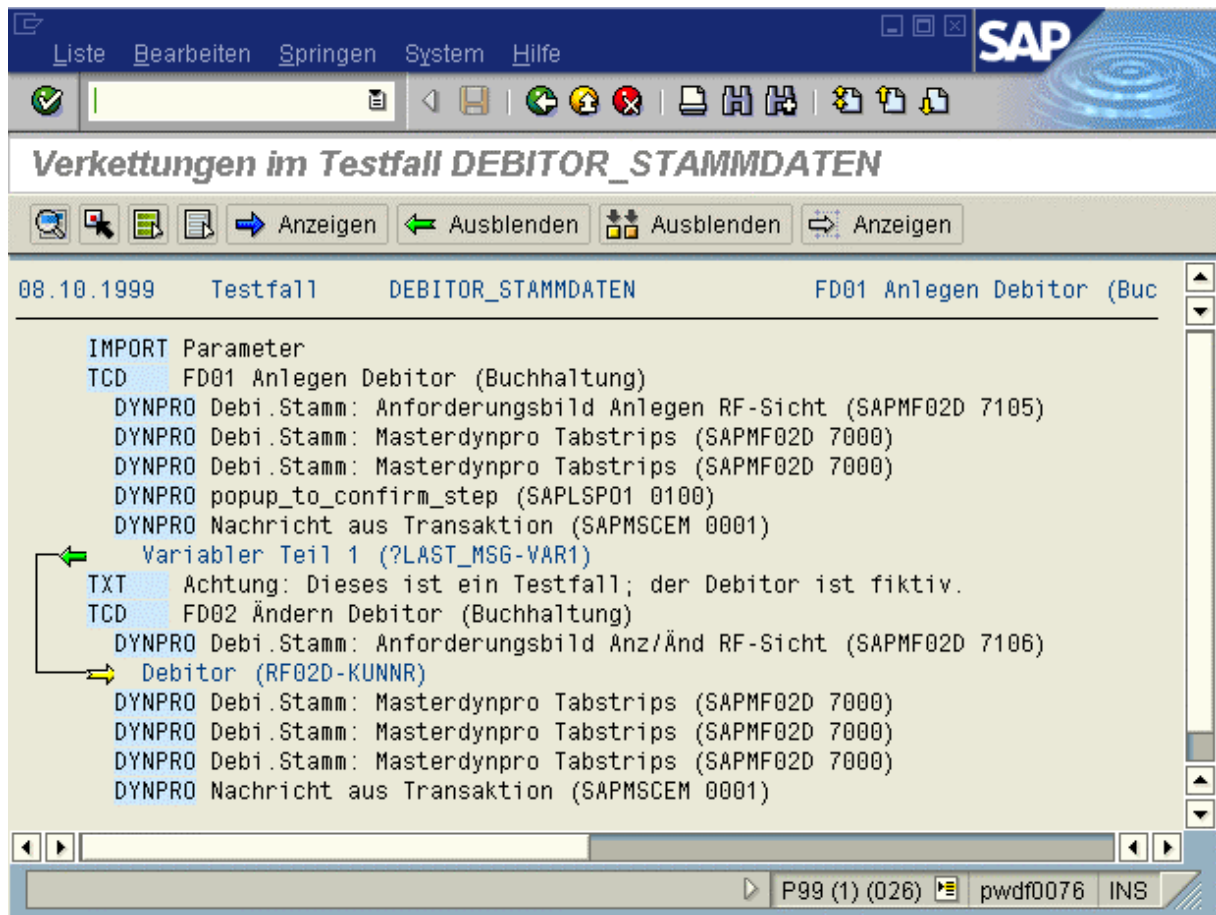 Liste Bearbeiten Springen System Hilfe
SAP
Verkettungen im Testfall DEBITOR_STAMMDATEN
Anzeigen Ausblenden Ausblenden Anzeigen
08.10.1999 Testfall DEBITOR_STAMMDATEN FD01 Anlegen Debitor (Buc
IMPORT Parameter
TCD FD01 Anlegen Debitor (Buchhaltung)
DYNPRO Debi.Stamm: Anforderungsbild Anlegen RF-Sicht (SAPMF02D 7105)
DYNPRO Debi.Stamm: Masterdynpro Tabstrips (SAPMF02D 7000)
DYNPRO Debi.Stamm: Masterdynpro Tabstrips (SAPMF02D 7000)
DYNPRO popup_to_confirm_step (SAPLSPO1 0100)
DYNPRO Nachricht aus Transaktion (SAPMSCEM 0001)
Variabler Teil 1 (?LAST_MSG-VAR1)
TXT Achtung: Dieses ist ein Testfall; der Debitor ist fiktiv.
TCD FD02 Ändern Debitor (Buchhaltung)
DYNPRO Debi.Stamm: Anforderungsbild Anz/Änd RF-Sicht (SAPMF02D 7106)
Debitor (RF02D-KUNNR)
DYNPRO Debi.Stamm: Masterdynpro Tabstrips (SAPMF02D 7000)
DYNPRO Debi.Stamm: Masterdynpro Tabstrips (SAPMF02D 7000)
DYNPRO Debi.Stamm: Masterdynpro Tabstrips (SAPMF02D 7000)
DYNPRO Nachricht aus Transaktion (SAPMSCEM 0001)
P99 (1) (026) pwdf0076 INS